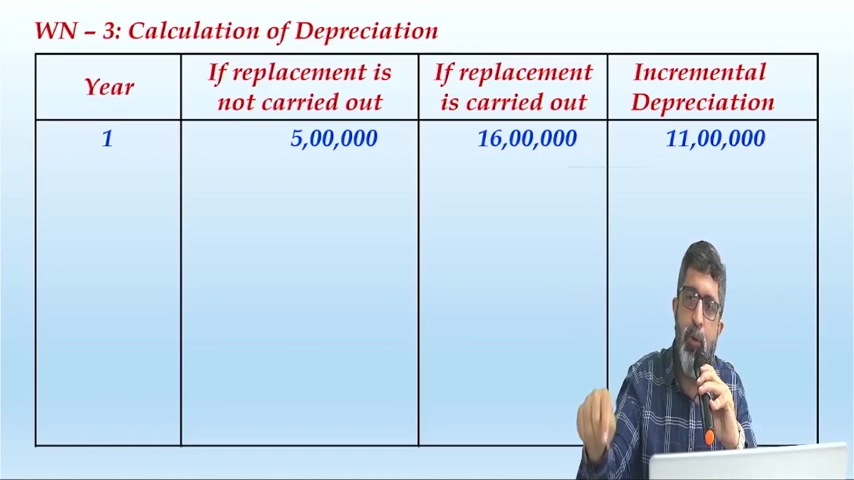 WN – 3: Calculation of Depreciation
Year
If replacement is
not carried out
If replacement
is carried out
Incremental
Depreciation
1
5,00,000
16,00,000
11,00,000